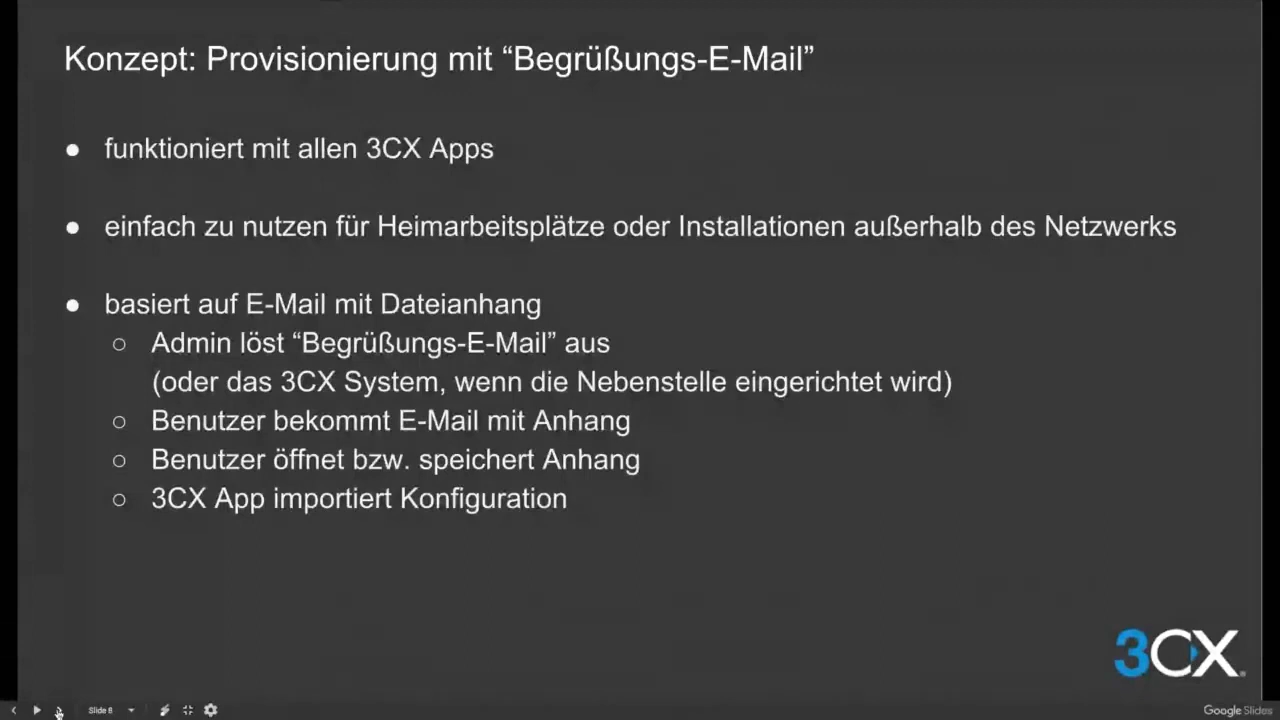 Konzept: Provisionierung mit “Begrüßungs-E-Mail”
● funktioniert mit allen 3CX Apps
● einfach zu nutzen für Heimarbeitsplätze oder Installationen außerhalb des Netzwerks
● basiert auf E-Mail mit Dateianhang
○ Admin löst “Begrüßungs-E-Mail” aus
(oder das 3CX System, wenn die Nebenstelle eingerichtet wird)
○ Benutzer bekommt E-Mail mit Anhang
○ Benutzer öffnet bzw. speichert Anhang
○ 3CX App importiert Konfiguration
3CX
Slide 8
Google Slides